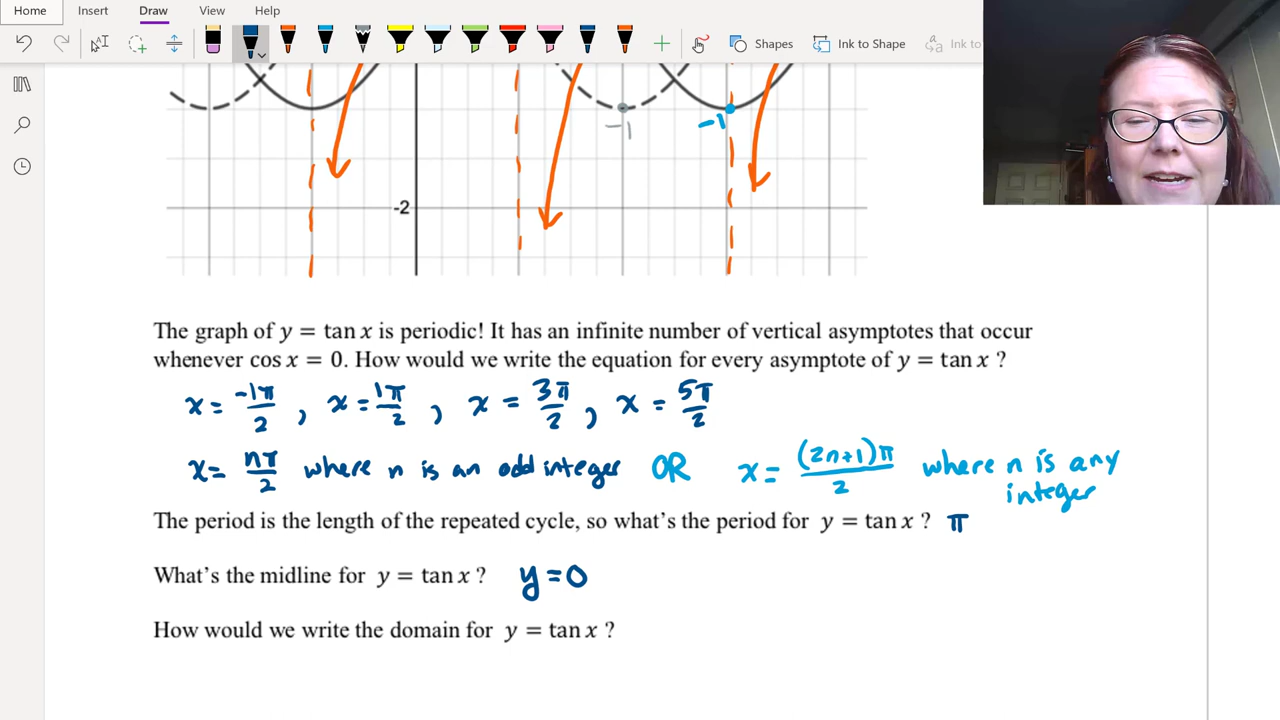 Home Insert Draw View Help
Shapes Ink to Shape Ink to
-1 -1
-2
The graph of y = tan x is periodic! It has an infinite number of vertical asymptotes that occur
whenever cos x = 0. How would we write the equation for every asymptote of y = tan x ?
x = -1π/2 , x = 1π/2 , x = 3π/2 , x = 5π/2
x = nπ/2 where n is an odd integer OR x = (2n+1)π/2 where n is any
integer
The period is the length of the repeated cycle, so what's the period for y = tan x ? π
What's the midline for y = tan x ? y = 0
How would we write the domain for y = tan x ?